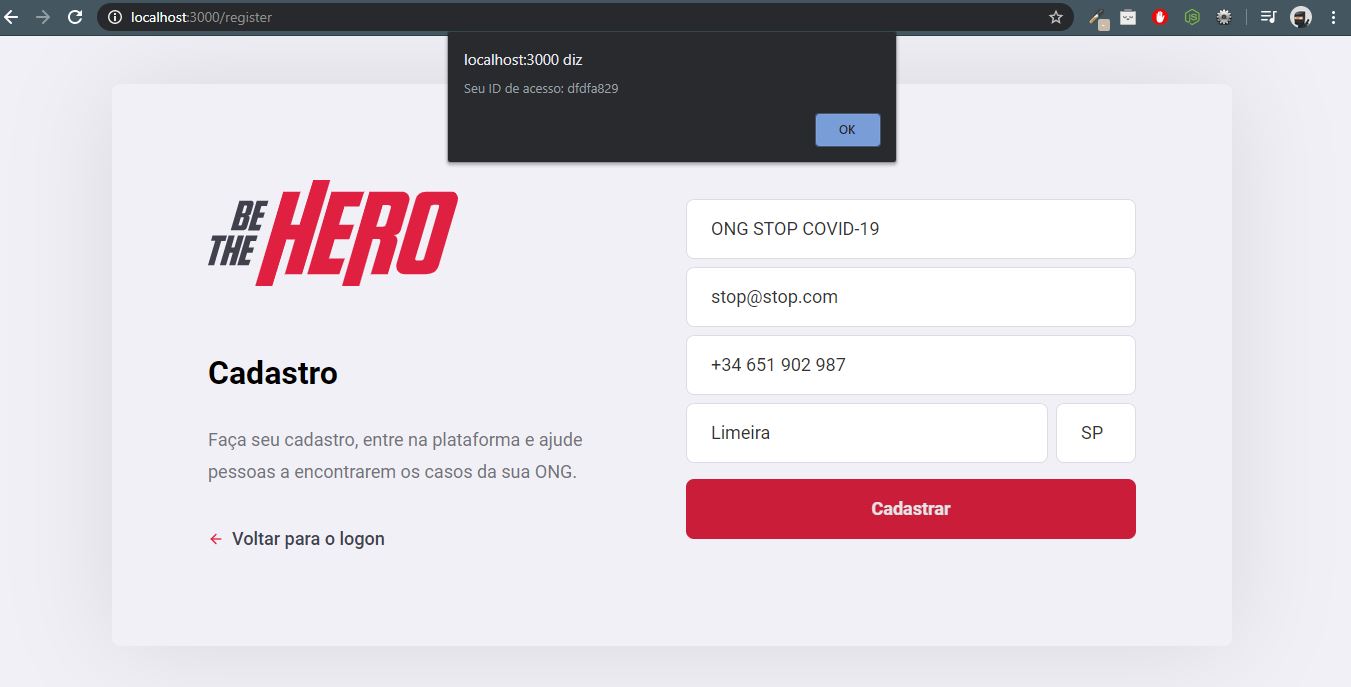 localhost:3000/register
localhost:3000 diz
Seu ID de acesso: dfdfa829
OK
BE
THE
HERO
Cadastro
Faça seu cadastro, entre na plataforma e ajude
pessoas a encontrarem os casos da sua ONG.
Voltar para o logon
ONG STOP COVID-19
stop@stop.com
+34 651 902 987
Limeira
SP
Cadastrar